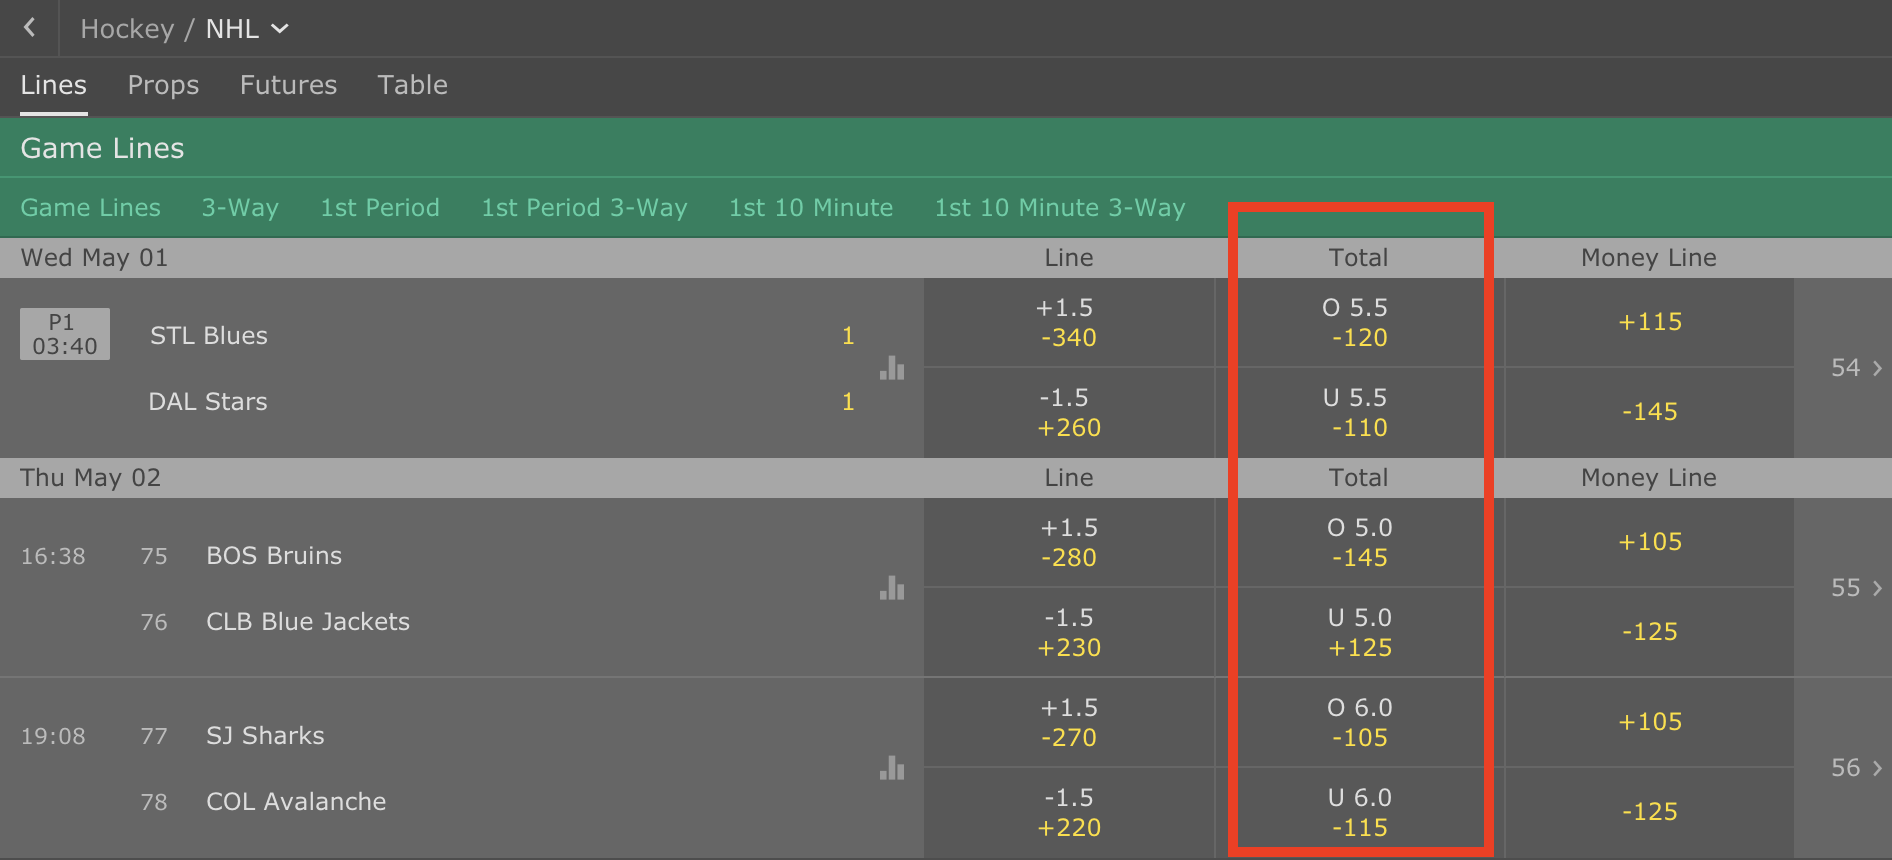 Hockey / NHL
Lines Props Futures Table
Game Lines
Game Lines 3-Way 1st Period 1st Period 3-Way 1st 10 Minute 1st 10 Minute 3-Way
Wed May 01 Line Total Money Line
P1
03:40
STL Blues 1 +1.5 -340 O 5.5 -120 +115
DAL Stars 1 -1.5 +260 U 5.5 -110 -145
54
Thu May 02 Line Total Money Line
16:38 75 BOS Bruins +1.5 -280 O 5.0 -145 +105
76 CLB Blue Jackets -1.5 +230 U 5.0 +125 -125
55
19:08 77 SJ Sharks +1.5 -270 O 6.0 -105 +105
78 COL Avalanche -1.5 +220 U 6.0 -115 -125
56